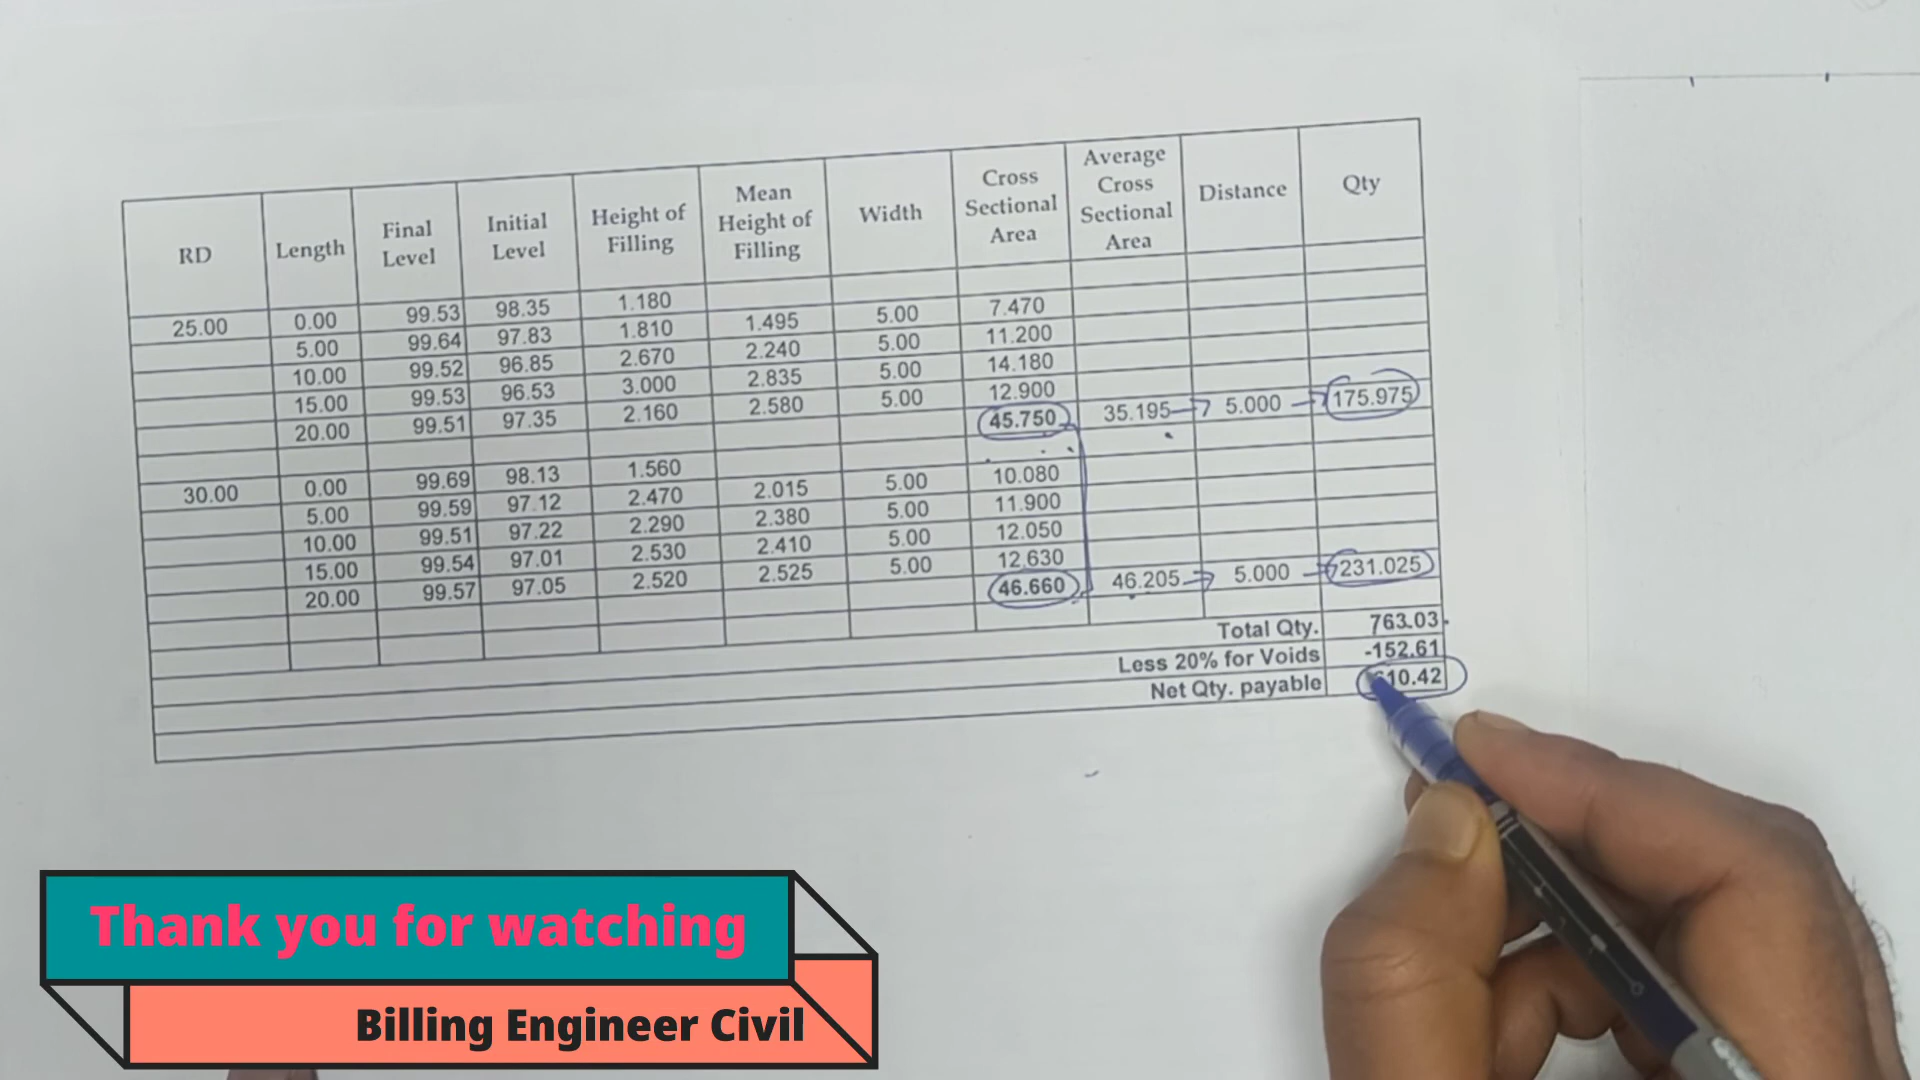 RD Length Final Level Initial Level Height of Filling Mean Height of Filling Width Cross Sectional Area Average Cross Sectional Area Distance Qty
25.00 0.00 99.53 98.35 1.180
5.00 99.64 97.83 1.810 1.495 5.00 7.470
10.00 99.52 96.85 2.670 2.240 5.00 11.200
15.00 99.53 96.53 3.000 2.835 5.00 14.180
20.00 99.51 97.35 2.160 2.580 5.00 12.900
45.750 35.195 5.000 175.975
30.00 0.00 99.69 98.13 1.560
5.00 99.59 97.12 2.470 2.015 5.00 10.080
10.00 99.51 97.22 2.290 2.380 5.00 11.900
15.00 99.54 97.01 2.530 2.410 5.00 12.050
20.00 99.57 97.05 2.520 2.525 5.00 12.630
46.660 46.205 5.000 231.025
Total Qty. 763.03
Less 20% for Voids -152.61
Net Qty. payable 10.42
Thank you for watching
Billing Engineer Civil